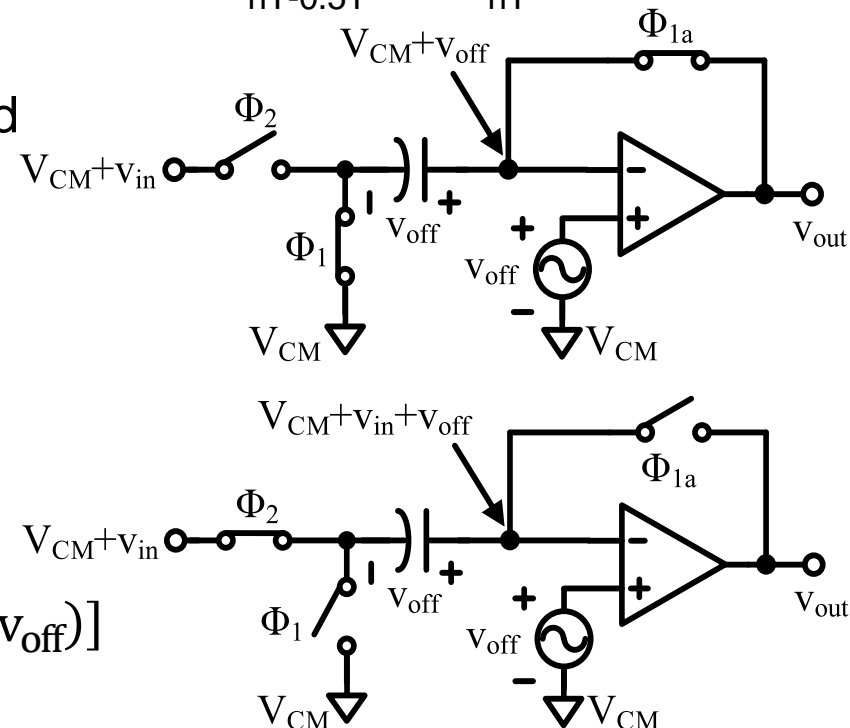 V_CM+v_off
Φ_1a
d
Φ_2
V_CM+v_in
−
+
v_off
Φ_1
+
v_off
−
−
+
v_out
V_CM
V_CM
V_CM+v_in+v_off
Φ_1a
Φ_2
V_CM+v_in
−
+
v_off
Φ_1
+
v_off
−
−
+
v_out
v_off)]
V_CM
V_CM